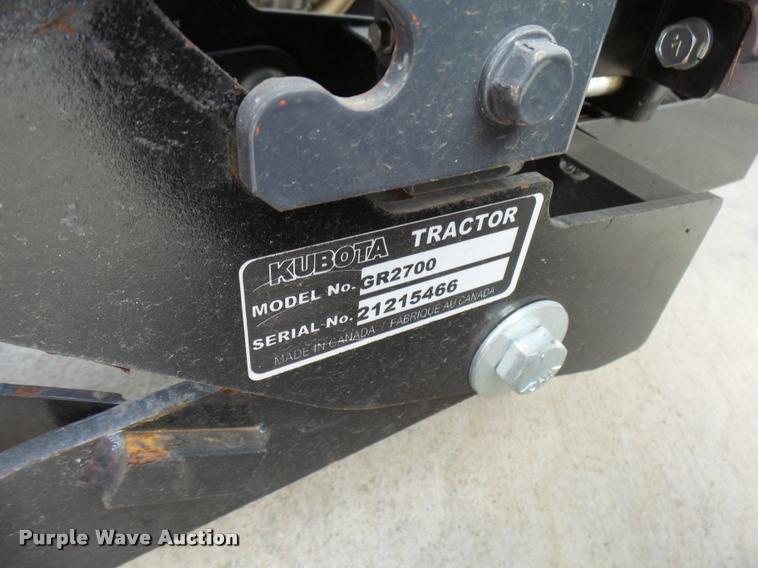 KUBOTA TRACTOR
MODEL No. GR2700
SERIAL No. 21215466
MADE IN CANADA / FABRIQUE AU CANADA
Purple Wave Auction